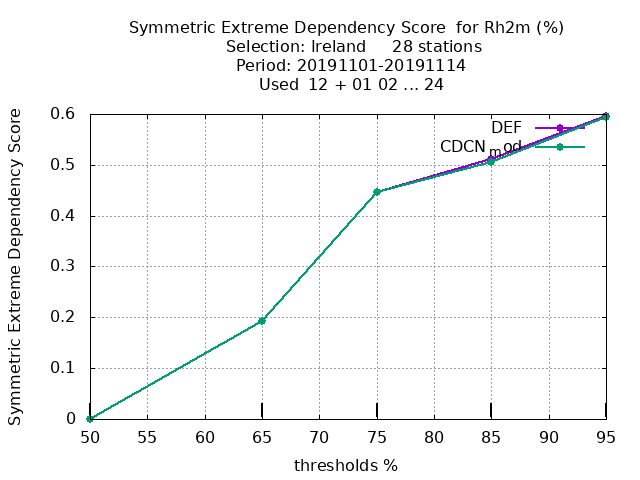 Symmetric Extreme Dependency Score for Rh2m (%)
Selection: Ireland 28 stations
Period: 20191101-20191114
Used 12 + 01 02 ... 24
Symmetric Extreme Dependency Score
0.6
0.5
0.4
0.3
0.2
0.1
0
DEF
CDCN mod
50 55 60 65 70 75 80 85 90 95
thresholds %